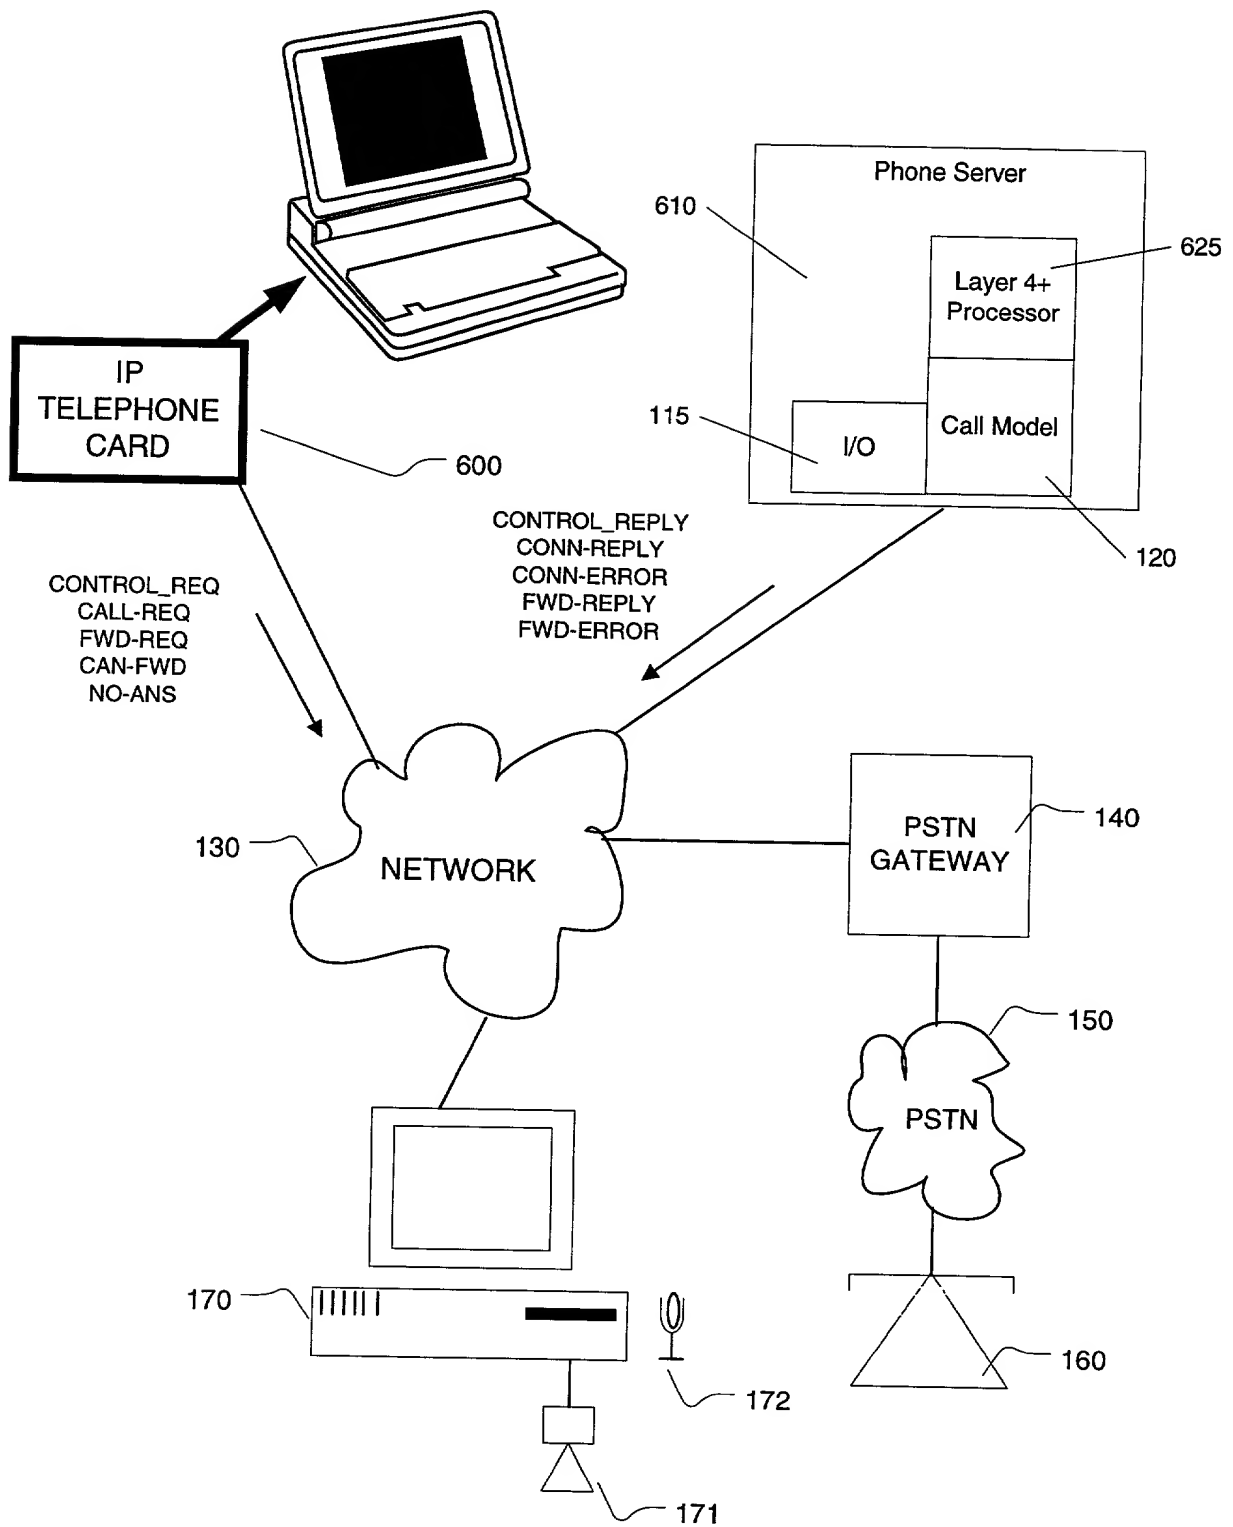 Phone Server
610
625
Layer 4+
Processor
IP
TELEPHONE
CARD
115
I/O
Call Model
600
CONTROL_REPLY
CONN-REPLY
CONN-ERROR
FWD-REPLY
FWD-ERROR
120
CONTROL_REQ
CALL-REQ
FWD-REQ
CAN-FWD
NO-ANS
130
NETWORK
PSTN
GATEWAY
140
150
PSTN
170
160
172
171